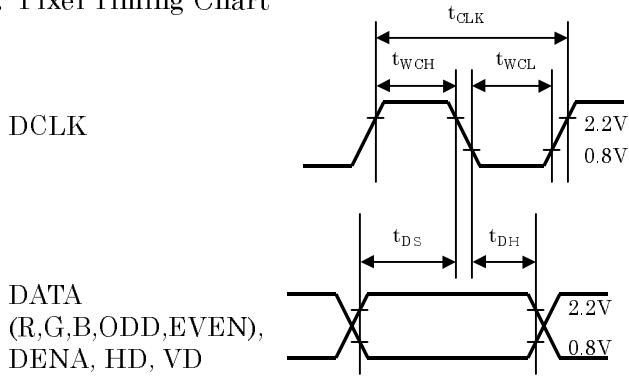 . Pixel Timing Chart
tCLK
tWCH
tWCL
DCLK
2.2V
0.8V
tDS
tDH
DATA
(R,G,B,ODD,EVEN),
DENA, HD, VD
2.2V
0.8V